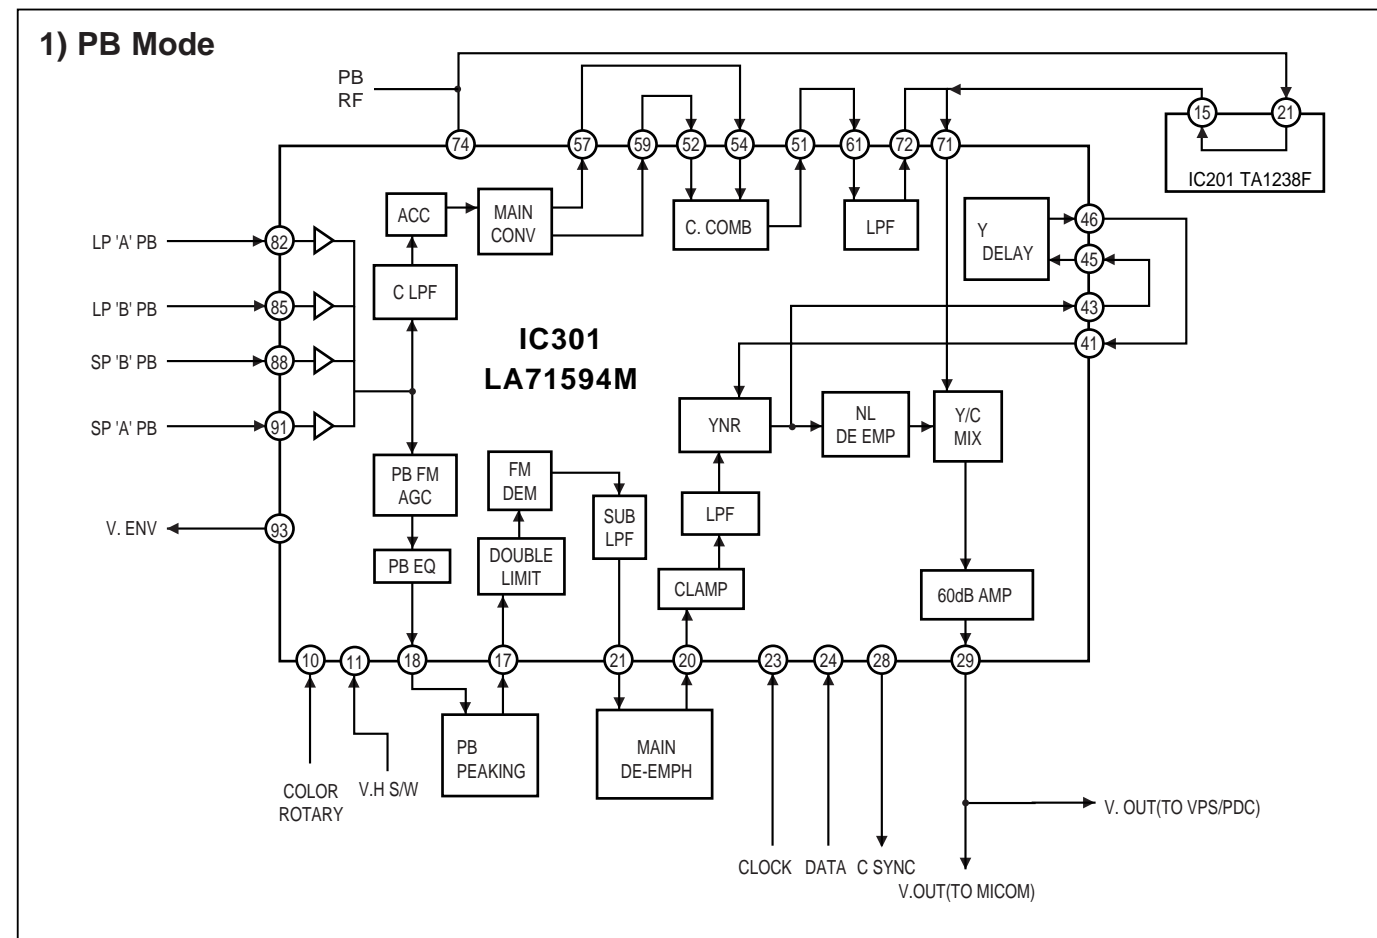 1) PB Mode
PB
RF
74
57
59
52
54
51
61
72
71
15
21
IC201 TA1238F
LP 'A' PB
82
LP 'B' PB
85
SP 'B' PB
88
SP 'A' PB
91
V. ENV
93
ACC
MAIN
CONV
C. COMB
LPF
Y
DELAY
46
45
43
41
C LPF
IC301
LA71594M
YNR
NL
DE EMP
Y/C
MIX
PB FM
AGC
FM
DEM
SUB
LPF
LPF
PB EQ
DOUBLE
LIMIT
CLAMP
60dB AMP
10
11
18
17
21
20
23
24
28
29
PB
PEAKING
MAIN
DE-EMPH
COLOR
ROTARY
V.H S/W
CLOCK
DATA
C SYNC
V. OUT(TO VPS/PDC)
V.OUT(TO MICOM)